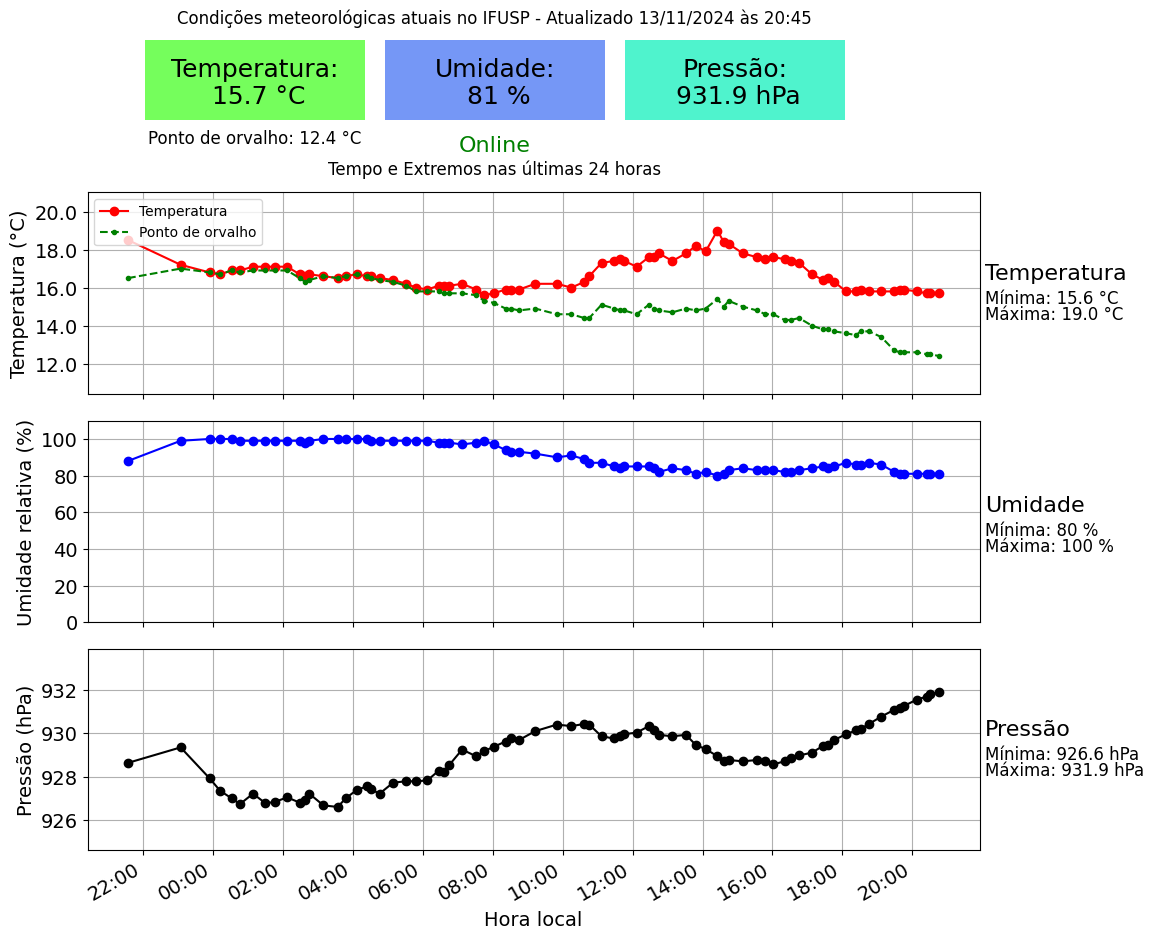 Condições meteorológicas atuais no IFUSP - Atualizado 13/11/2024 às 20:45
Temperatura:
15.7 °C
Umidade:
81 %
Pressão:
931.9 hPa
Ponto de orvalho: 12.4 °C
Online
Tempo e Extremos nas últimas 24 horas
Temperatura (°C)
20.0
18.0
16.0
14.0
12.0
Temperatura
Ponto de orvalho
Temperatura
Mínima: 15.6 °C
Máxima: 19.0 °C
Umidade relativa (%)
100
80
60
40
20
0
Umidade
Mínima: 80 %
Máxima: 100 %
Pressão (hPa)
932
930
928
926
Pressão
Mínima: 926.6 hPa
Máxima: 931.9 hPa
22:00 00:00 02:00 04:00 06:00 08:00 10:00 12:00 14:00 16:00 18:00 20:00
Hora local